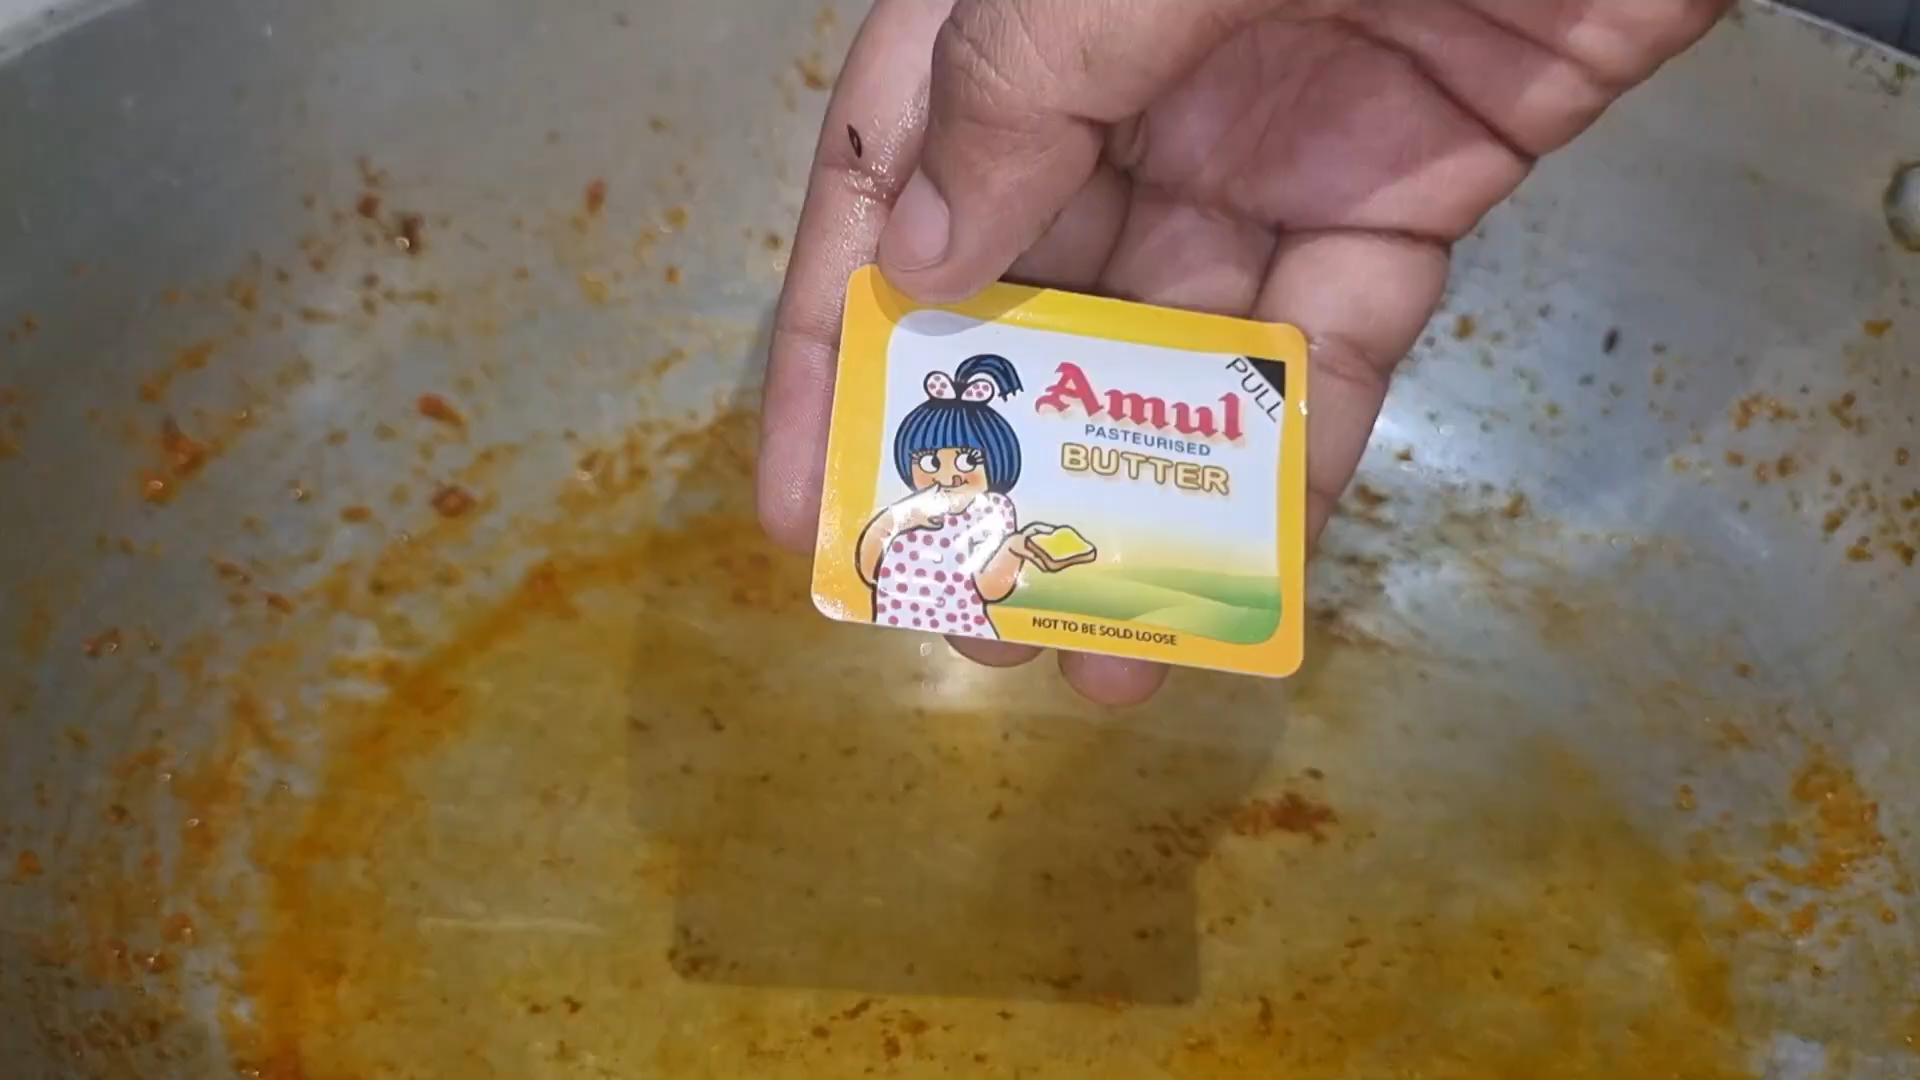 Amul
PULL
PASTEURISED
BUTTER
NOT TO BE SOLD LOOSE